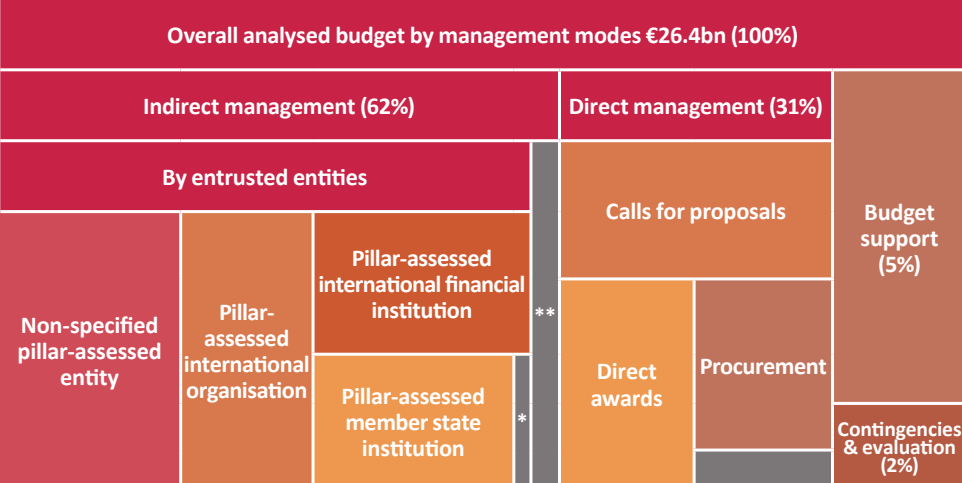 Overall analysed budget by management modes €26.4bn (100%)
Indirect management (62%)
Direct management (31%)
By entrusted entities
Calls for proposals
Budget
support
(5%)
Non-specified
pillar-assessed
entity
Pillar-
assessed
international
organisation
Pillar-assessed
international financial
institution
**
Pillar-assessed
member state
institution
*
Direct
awards
Procurement
Contingencies
& evaluation
(2%)